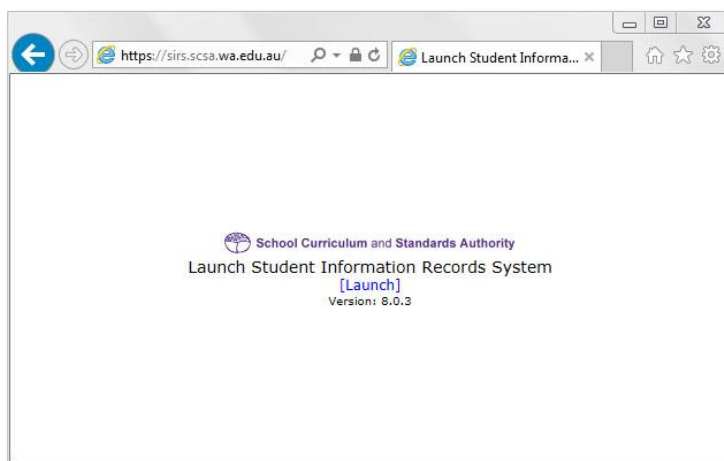 https://sirs.scsa.wa.edu.au/
Launch Student Informa...
School Curriculum and Standards Authority
Launch Student Information Records System
[Launch]
Version: 8.0.3